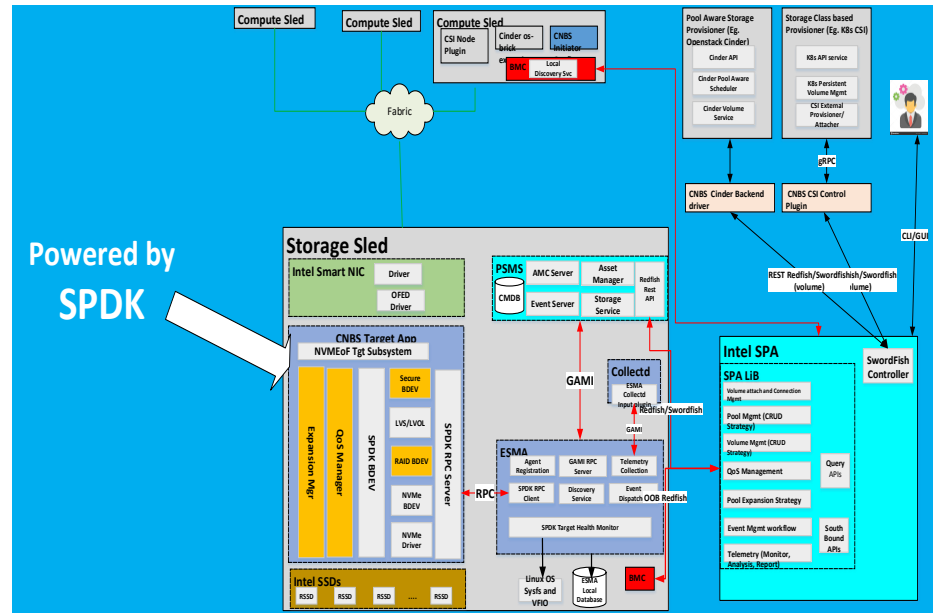 Compute Sled
Compute Sled
Compute Sled
CSI Node
Plugin
Cinder os-
brick
CNBS
Initiator
BMC
Local
Discovery Svc
Fabric
Pool Aware Storage
Provisioner (Eg.
Openstack Cinder)
Cinder API
Cinder Pool Aware
Scheduler
Cinder Volume
Service
Storage Class based
Provisioner (Eg. K8s CSI)
K8s API service
K8s Persistent
Volume Mgmt
CSI External
Provisioner/
Attacher
gRPC
CNBS Cinder Backend
driver
CNBS CSI Control
Plugin
CLI/GUI
REST Redfish/Swordfish
(volume)
Powered by
SPDK
Storage Sled
Intel Smart NIC
Driver
OFED
Driver
CNBS Target App
NVMEoF Tgt Subsystem
Expansion Mgr
QoS Manager
SPDK BDEV
Secure
BDEV
LVS/LVOL
RAID BDEV
NVMe
BDEV
NVMe
Driver
SPDK RPC Server
RPC
Intel SSDs
RSSD
RSSD
RSSD
....
RSSD
PSMS
CMDB
AMC Server
Asset
Manager
Event Server
Storage
Service
Redfish
Rest
API
GAMI
Collectd
ESMA
Collectd
input plugin
Redfish/Swordfish
GAMI
ESMA
Agent
Registration
GAMI RPC
Server
Telemetry
Collection
SPDK RPC
Client
Discovery
Service
Event
Dispatch
OOB Redfish
SPDK Target Health Monitor
Linux OS
Sysfs and
VFIO
ESMA
Local
Database
BMC
Intel SPA
SwordFish
Controller
SPA LiB
Volume attach and Connection
Mgmt
Pool Mgmt (CRUD
Strategy)
Volume Mgmt (CRUD
Strategy)
QoS Management
Pool Expansion Strategy
Event Mgmt workflow
Telemetry (Monitor,
Analysis, Report)
Query
APIs
South
Bound
APIs